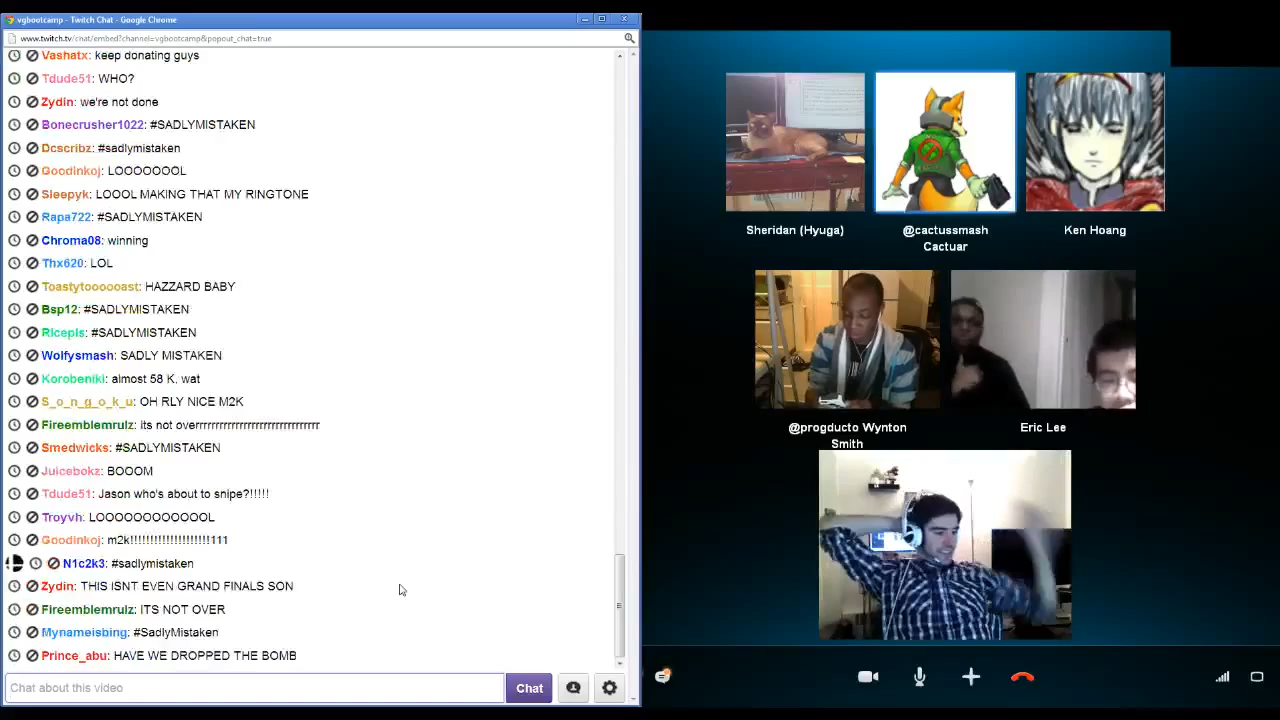 vgbootcamp - Twitch Chat - Google Chrome
www.twitch.tv/chat/embed?channel=vgbootcamp&popout_chat=true
Vashatx: keep donating guys
Tdude51: WHO?
Zydin: we're not done
Bonecrusher1022: #SADLYMISTAKEN
Dcscribz: #sadlymistaken
Goodinkoj: LOOOOOOOL
Sleepyk: LOOOL MAKING THAT MY RINGTONE
Rapa722: #SADLYMISTAKEN
Chroma08: winning
Thx620: LOL
Toastytoooooast: HAZZARD BABY
Bsp12: #SADLYMISTAKEN
Ricepls: #SADLYMISTAKEN
Wolfysmash: SADLY MISTAKEN
Korobeniki: almost 58 K, wat
S_o_n_g_o_k_u: OH RLY NICE M2K
Fireemblemrulz: its not overrrrrrrrrrrrrrrrrrrrrrrrrrrrrrr
Smedwicks: #SADLYMISTAKEN
Juicebokz: BOOOM
Tdude51: Jason who's about to snipe?!!!!!
Troyvh: LOOOOOOOOOOOL
Goodinkoj: m2k!!!!!!!!!!!!!!!!!!!!111
N1c2k3: #sadlymistaken
Zydin: THIS ISNT EVEN GRAND FINALS SON
Fireemblemrulz: ITS NOT OVER
Mynameisbing: #SadlyMistaken
Prince_abu: HAVE WE DROPPED THE BOMB
Chat about this video
Chat
Sheridan (Hyuga)
@cactussmash
Cactuar
Ken Hoang
@progducto Wynton
Smith
Eric Lee